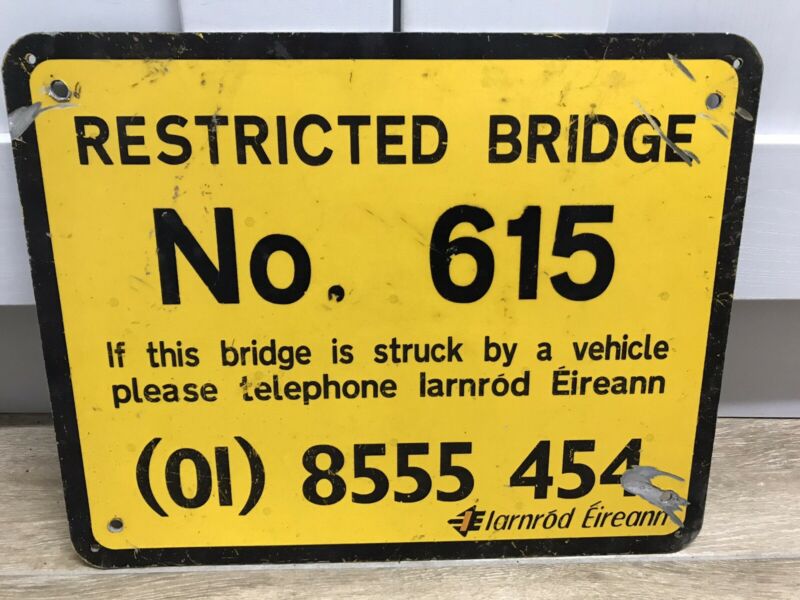 RESTRICTED BRIDGE
No. 615
If this bridge is struck by a vehicle
please telephone Iarnród Éireann
(01) 8555 454
Iarnród Éireann